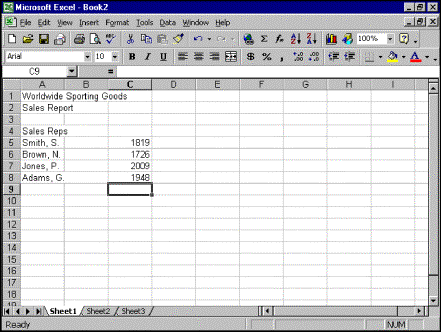 Microsoft Excel - Book2
File Edit View Insert Format Tools Data Window Help
100%
Arial 10 B I U $ % ,
C9 =
A B C D E F G H I
1 Worldwide Sporting Goods
2 Sales Report
3
4 Sales Reps
5 Smith, S. 1819
6 Brown, N. 1726
7 Jones, P. 2009
8 Adams, G. 1948
9
10
11
12
13
14
15
16
17
18
19
Sheet1 Sheet2 Sheet3
Ready NUM